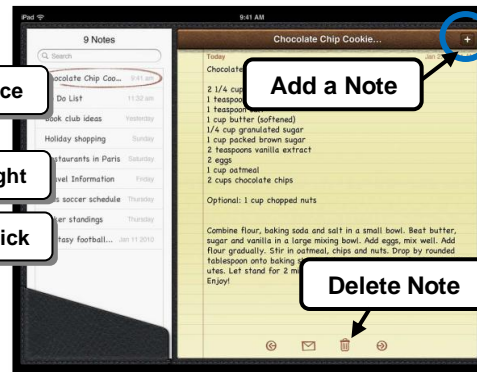 iPad 9:41 AM
9 Notes
Search
Chocolate Chip Coo... 9:41 am
Do List 11:32 am
Book club ideas Yesterday
Holiday shopping Sunday
Restaurants in Paris Saturday
Travel Information Friday
soccer schedule Thursday
standings Thursday
football... Jan 11 2010
ce
ght
ick
Chocolate Chip Cookie...
+
Today Jan
Chocolate
2 1/4 cup
1 teaspoon
1 teaspoon
1 cup butter (softened)
1/4 cup granulated sugar
1 cup packed brown sugar
2 teaspoons vanilla extract
2 eggs
1 cup oatmeal
2 cups chocolate chips
Optional: 1 cup chopped nuts
Combine flour, baking soda and salt in a small bowl. Beat butter,
sugar and vanilla in a large mixing bowl. Add eggs, mix well. Add
flour gradually. Stir in oatmeal, chips and nuts. Drop by rounded
tablespoon onto baking
utes. Let stand for 2
Enjoy!
Add a Note
Delete Note